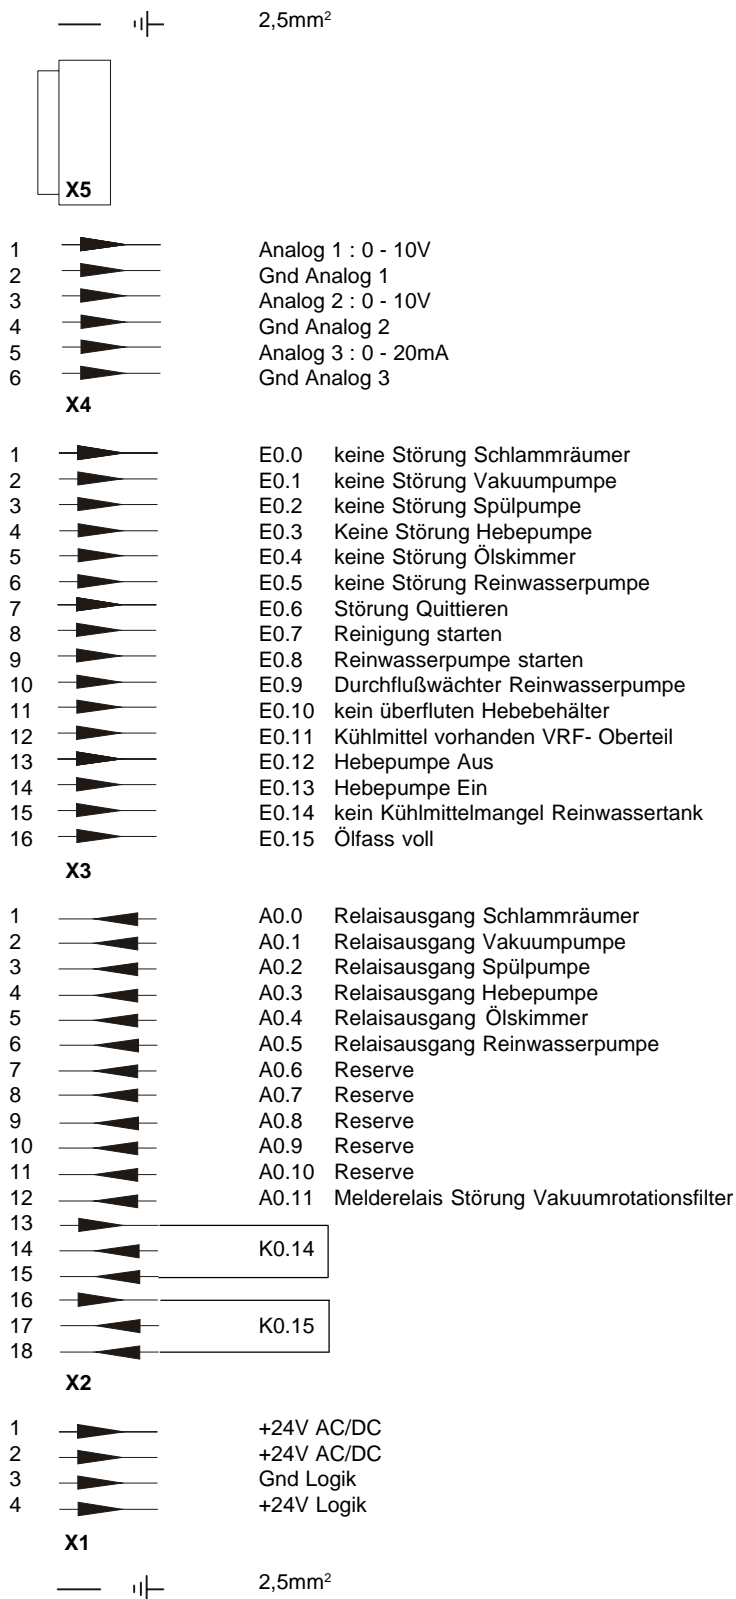 2,5mm²
X5
1 Analog 1 : 0 - 10V
2 Gnd Analog 1
3 Analog 2 : 0 - 10V
4 Gnd Analog 2
5 Analog 3 : 0 - 20mA
6 Gnd Analog 3
X4
1 E0.0 keine Störung Schlammräumer
2 E0.1 keine Störung Vakuumpumpe
3 E0.2 keine Störung Spülpumpe
4 E0.3 Keine Störung Hebepumpe
5 E0.4 keine Störung Ölskimmer
6 E0.5 keine Störung Reinwasserpumpe
7 E0.6 Störung Quittieren
8 E0.7 Reinigung starten
9 E0.8 Reinwasserpumpe starten
10 E0.9 Durchflußwächter Reinwasserpumpe
11 E0.10 kein überfluten Hebebehälter
12 E0.11 Kühlmittel vorhanden VRF- Oberteil
13 E0.12 Hebepumpe Aus
14 E0.13 Hebepumpe Ein
15 E0.14 kein Kühlmittelmangel Reinwassertank
16 E0.15 Ölfass voll
X3
1 A0.0 Relaisausgang Schlammräumer
2 A0.1 Relaisausgang Vakuumpumpe
3 A0.2 Relaisausgang Spülpumpe
4 A0.3 Relaisausgang Hebepumpe
5 A0.4 Relaisausgang Ölskimmer
6 A0.5 Relaisausgang Reinwasserpumpe
7 A0.6 Reserve
8 A0.7 Reserve
9 A0.8 Reserve
10 A0.9 Reserve
11 A0.10 Reserve
12 A0.11 Melderelais Störung Vakuumrotationsfilter
13
14 K0.14
15
16
17 K0.15
18
X2
1 +24V AC/DC
2 +24V AC/DC
3 Gnd Logik
4 +24V Logik
X1
2,5mm²